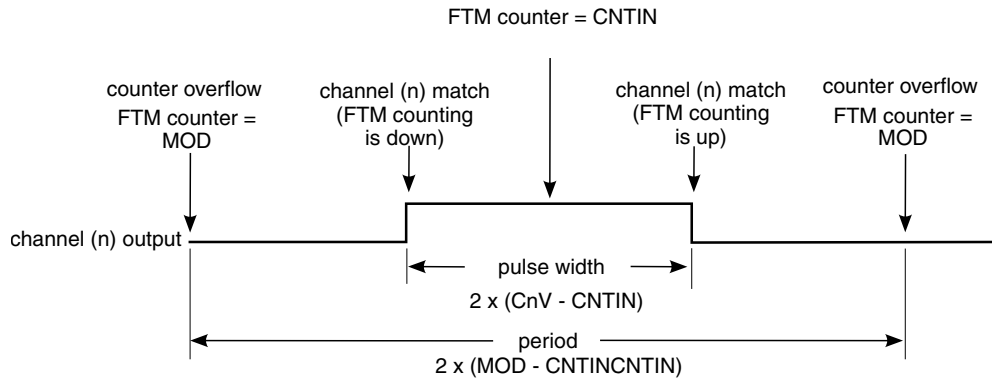 FTM counter = CNTIN
counter overflow
FTM counter =
MOD
channel (n) match
(FTM counting
is down)
channel (n) match
(FTM counting
is up)
counter overflow
FTM counter =
MOD
channel (n) output
pulse width
2 x (CnV - CNTIN)
period
2 x (MOD - CNTINCNTIN)